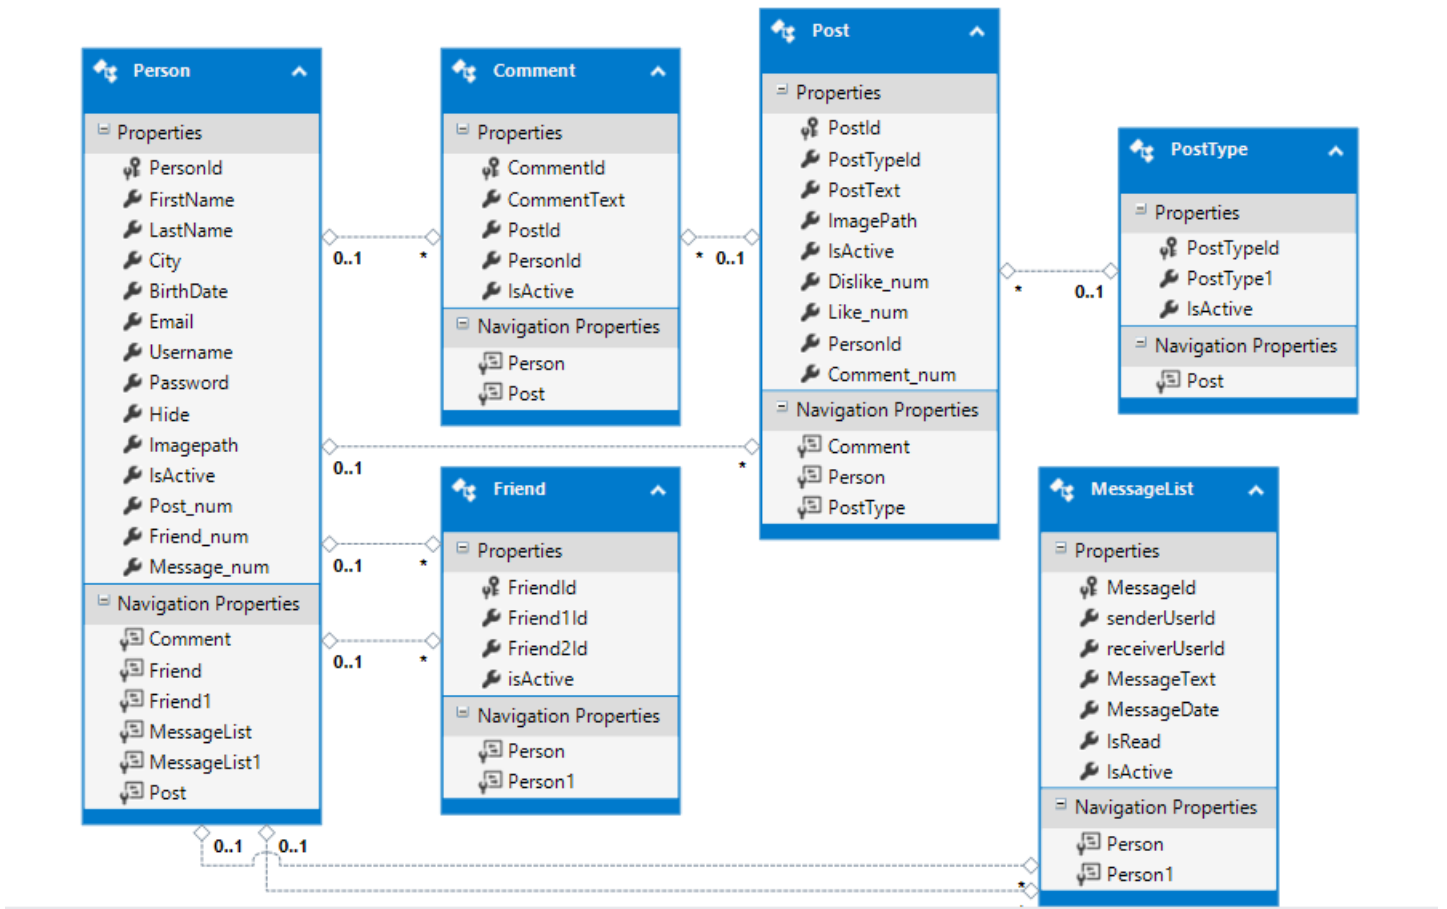 Person
Properties
PersonId
FirstName
LastName
City
BirthDate
Email
Username
Password
Hide
Imagepath
IsActive
Post_num
Friend_num
Message_num
Navigation Properties
Comment
Friend
Friend1
MessageList
MessageList1
Post
0..1 *
0..1 *
0..1 *
0..1 *
0..1 0..1
Comment
Properties
CommentId
CommentText
PostId
PersonId
IsActive
Navigation Properties
Person
Post
* 0..1
Friend
Properties
FriendId
Friend1Id
Friend2Id
isActive
Navigation Properties
Person
Person1
Post
Properties
PostId
PostTypeId
PostText
ImagePath
IsActive
Dislike_num
Like_num
PersonId
Comment_num
Navigation Properties
Comment
Person
PostType
* 0..1
PostType
Properties
PostTypeId
PostType1
IsActive
Navigation Properties
Post
MessageList
Properties
MessageId
senderUserId
receiverUserId
MessageText
MessageDate
IsRead
IsActive
Navigation Properties
Person
Person1
*